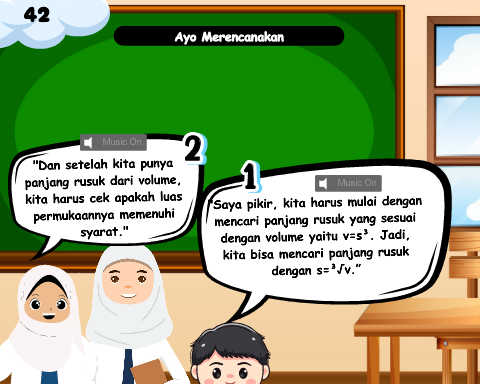 42
Ayo Merencanakan
2
Music On
"Dan setelah kita punya
panjang rusuk dari volume,
kita harus cek apakah luas
permukaannya memenuhi
syarat."
1
Music On
"Saya pikir, kita harus mulai dengan
mencari panjang rusuk yang sesuai
dengan volume yaitu v=s³. Jadi,
kita bisa mencari panjang rusuk
dengan s=³√v."